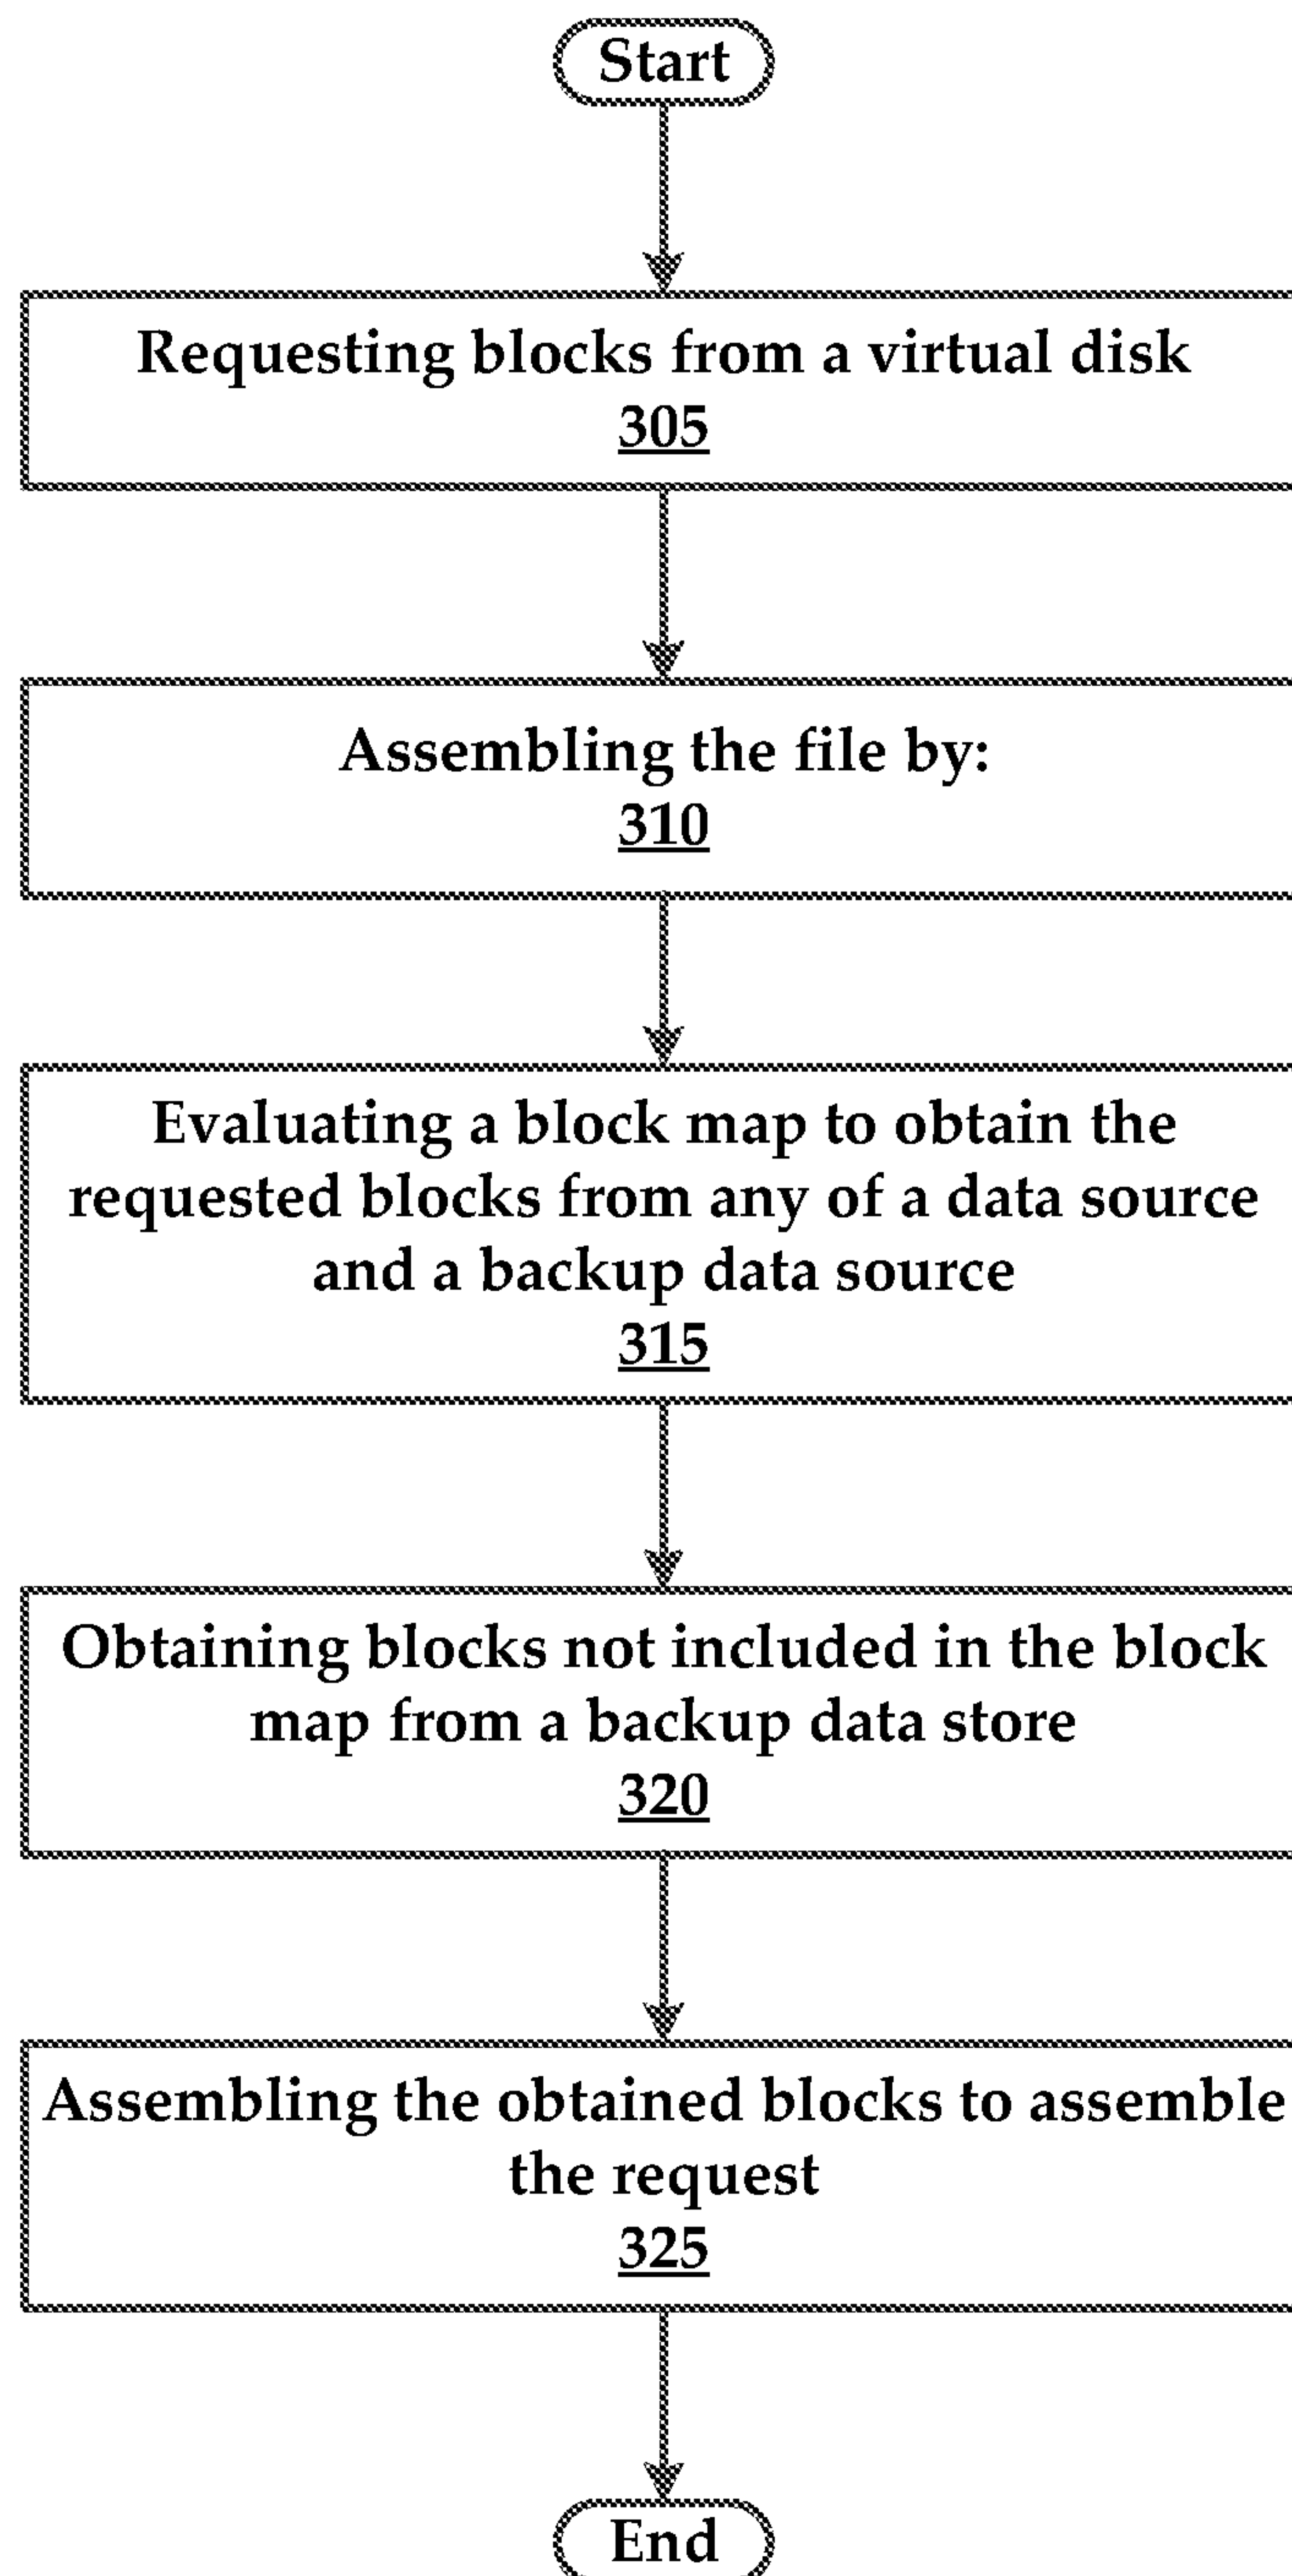 Start
Requesting blocks from a virtual disk
305
Assembling the file by:
310
Evaluating a block map to obtain the
requested blocks from any of a data source
and a backup data source
315
Obtaining blocks not included in the block
map from a backup data store
320
Assembling the obtained blocks to assemble
the request
325
End